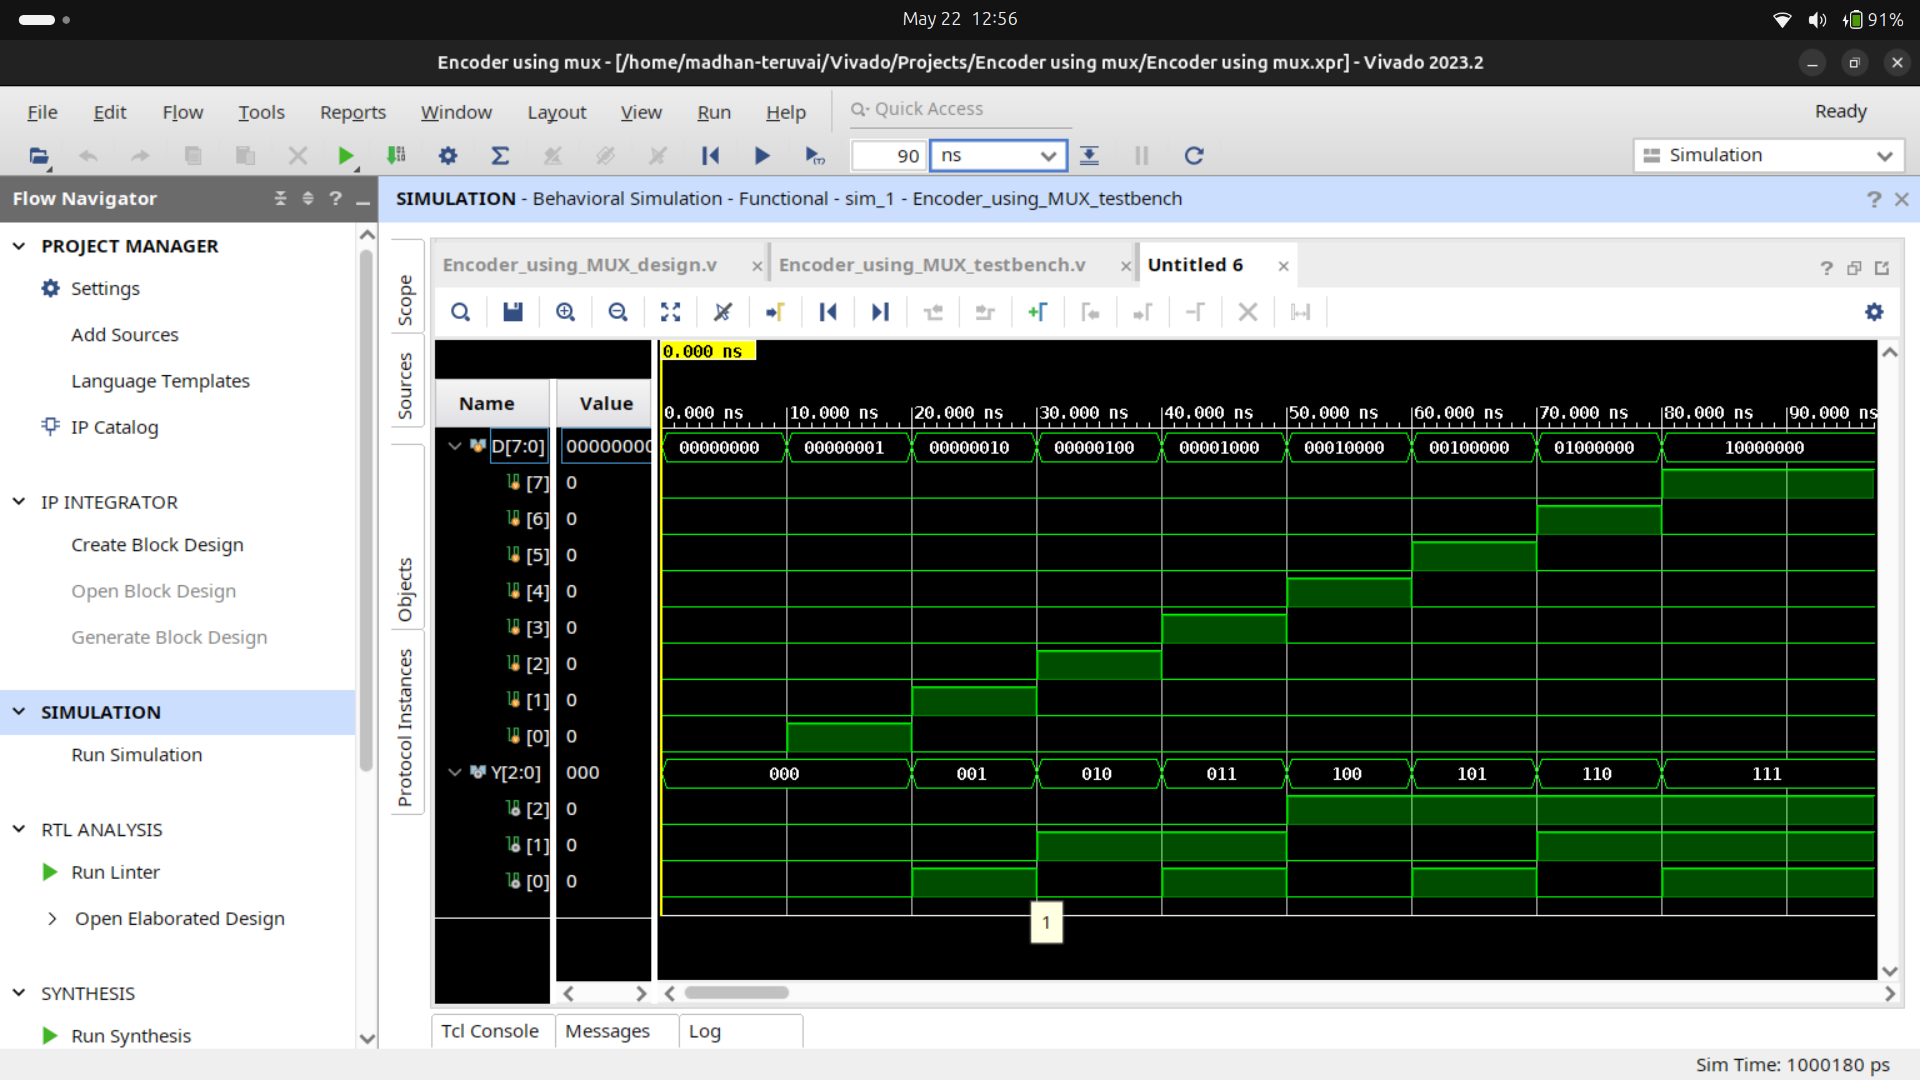 May 22 12:56
91%
Encoder using mux - [/home/madhan-teruvai/Vivado/Projects/Encoder using mux/Encoder using mux.xpr] - Vivado 2023.2
File Edit Flow Tools Reports Window Layout View Run Help
Quick Access
Ready
90 ns
Simulation
Flow Navigator
SIMULATION - Behavioral Simulation - Functional - sim_1 - Encoder_using_MUX_testbench
PROJECT MANAGER
Settings
Add Sources
Language Templates
IP Catalog
IP INTEGRATOR
Create Block Design
Open Block Design
Generate Block Design
SIMULATION
Run Simulation
RTL ANALYSIS
Run Linter
Open Elaborated Design
SYNTHESIS
Run Synthesis
Scope
Sources
Objects
Protocol Instances
Encoder_using_MUX_design.v
Encoder_using_MUX_testbench.v
Untitled 6
0.000 ns
Name Value
0.000 ns 10.000 ns 20.000 ns 30.000 ns 40.000 ns 50.000 ns 60.000 ns 70.000 ns 80.000 ns 90.000 ns
D[7:0] 00000000 00000000 00000001 00000010 00000100 00001000 00010000 00100000 01000000 10000000
[7] 0
[6] 0
[5] 0
[4] 0
[3] 0
[2] 0
[1] 0
[0] 0
Y[2:0] 000 000 001 010 011 100 101 110 111
[2] 0
[1] 0
[0] 0
1
Tcl Console Messages Log
Sim Time: 1000180 ps